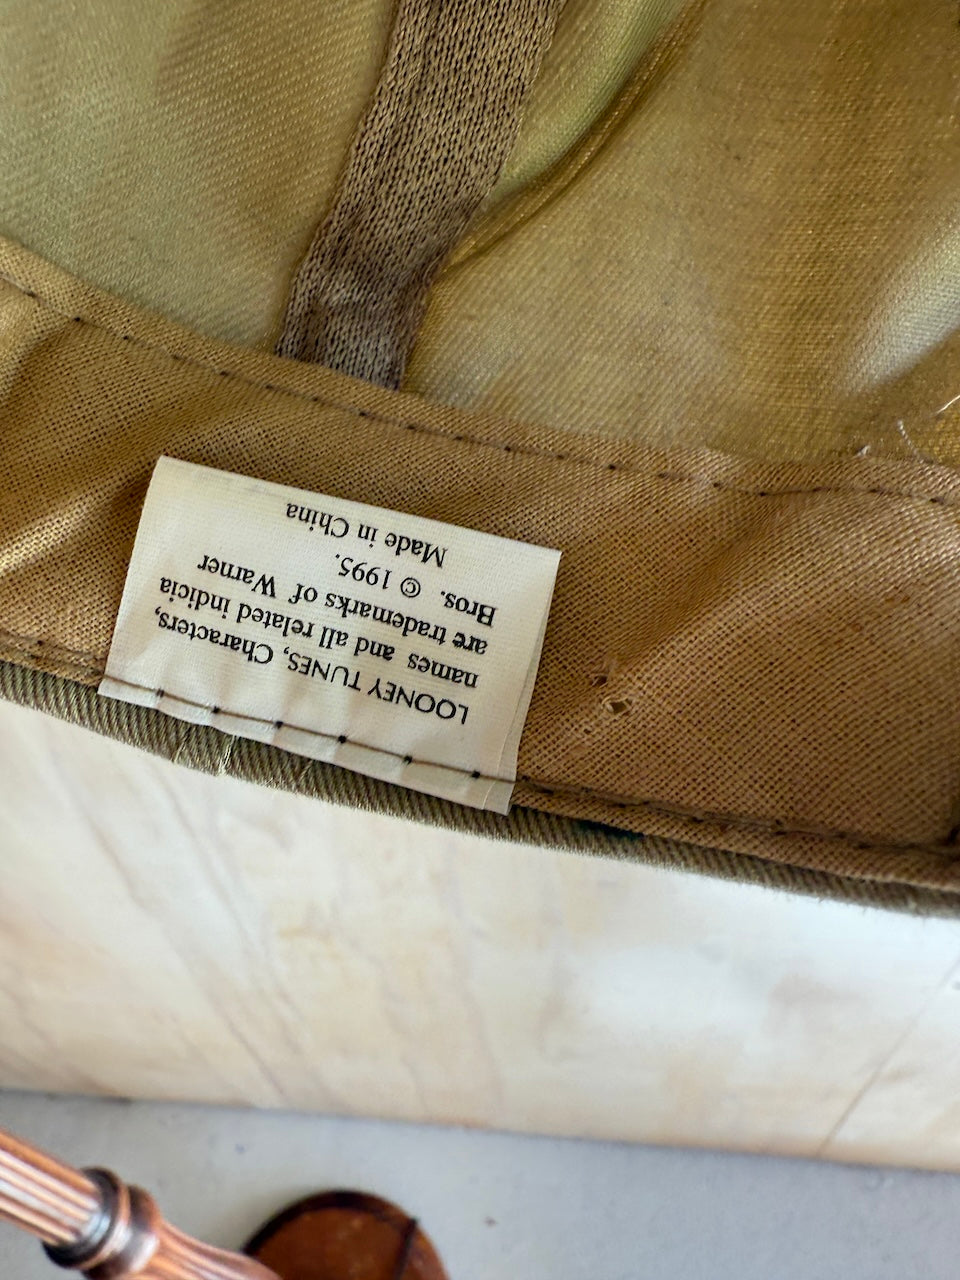 LOONEY TUNES, Characters,
names and all related indicia
are trademarks of Warner
Bros. © 1995.
Made in China